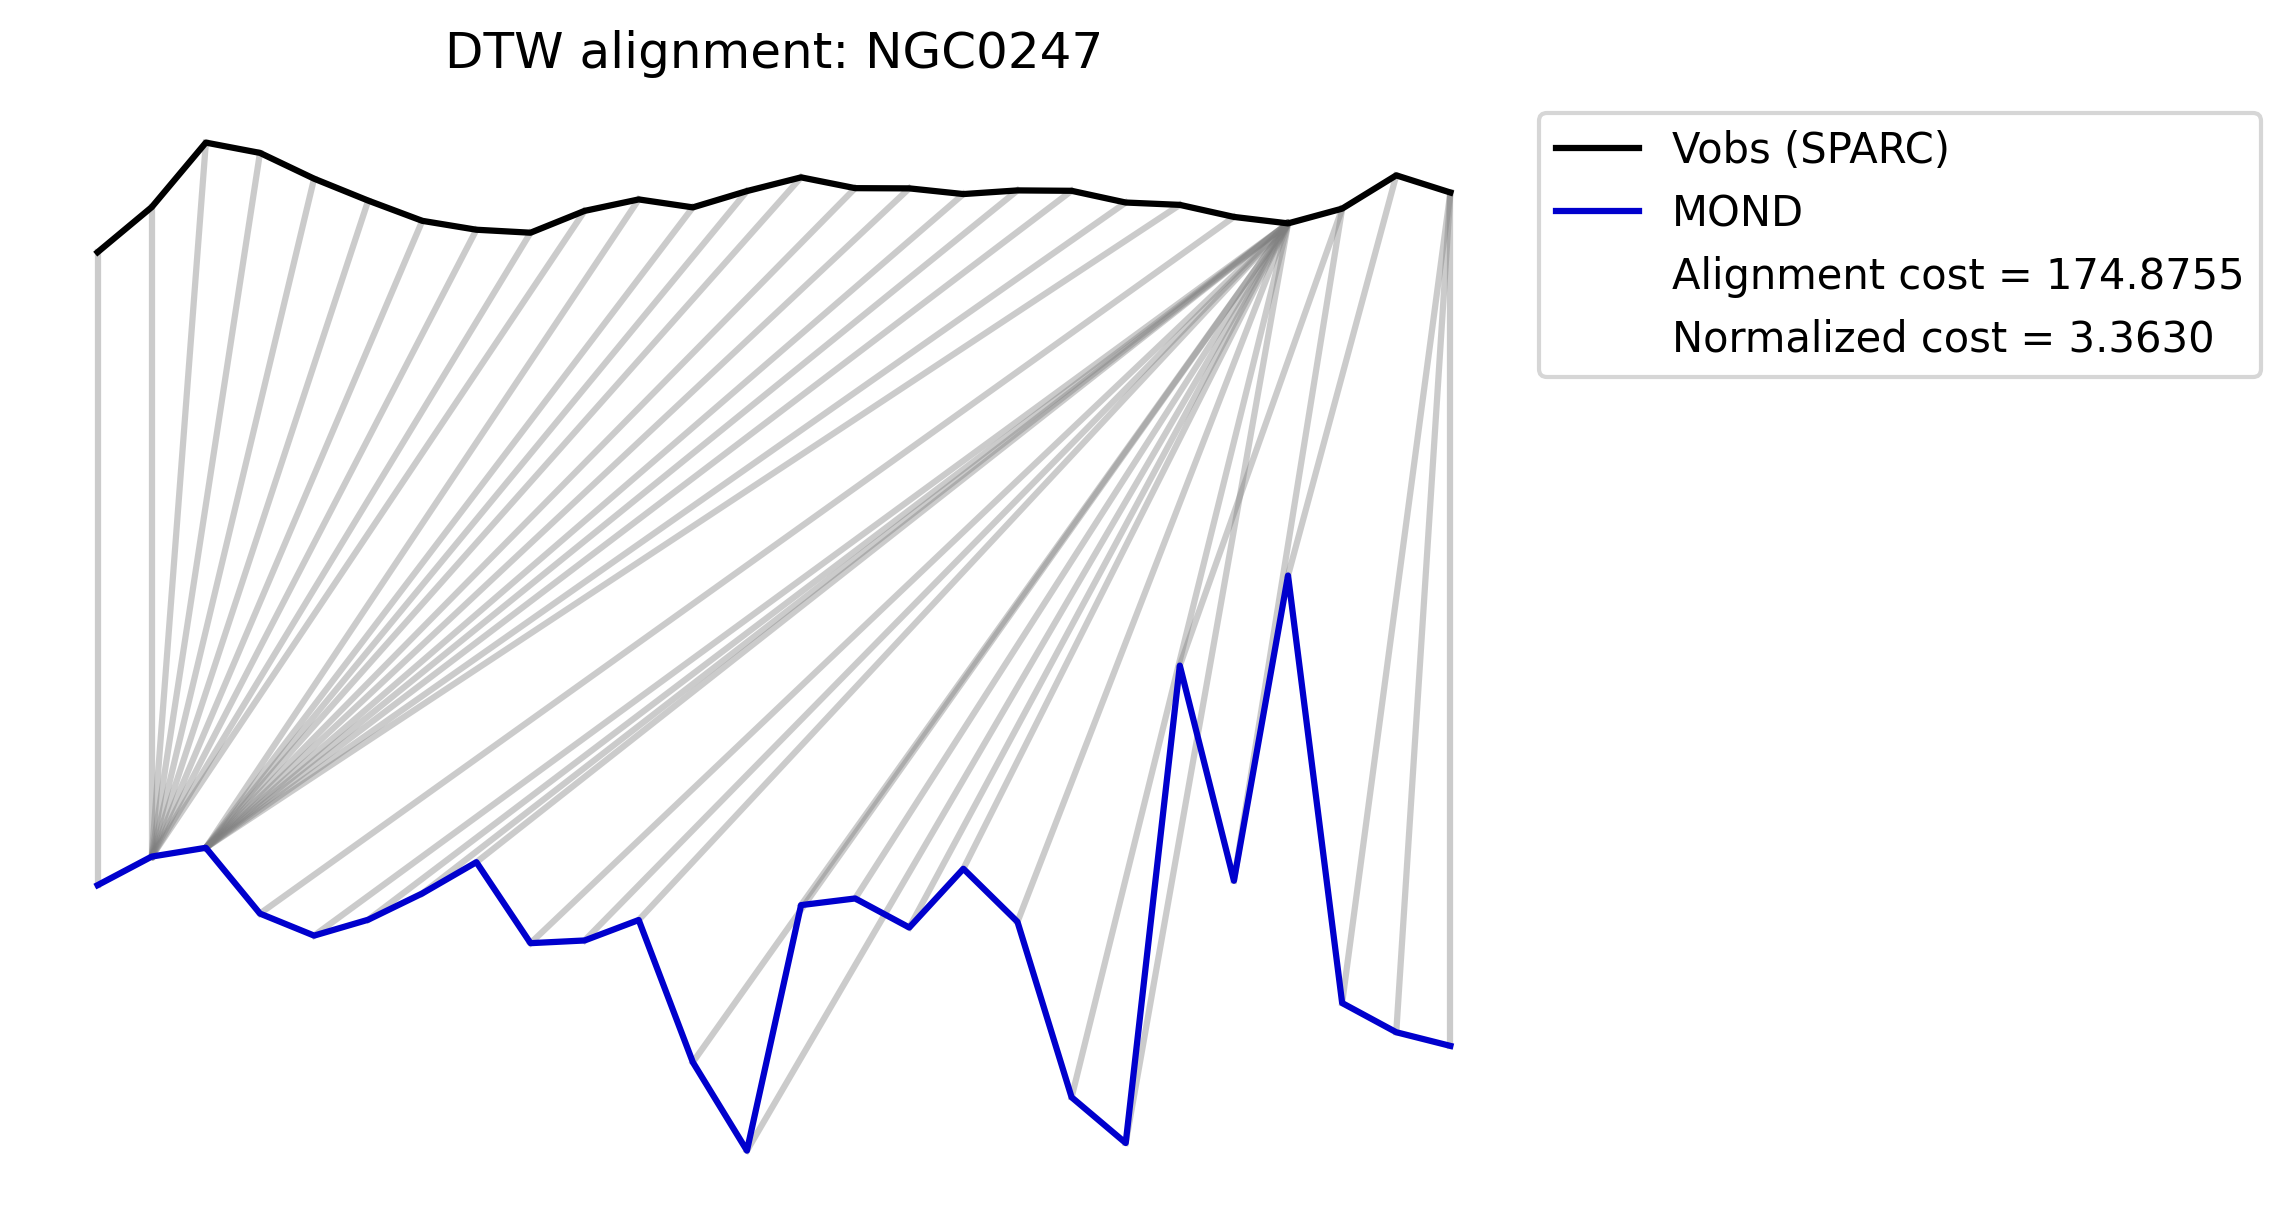 DTW alignment: NGC0247
Vobs (SPARC)
MOND
Alignment cost = 174.8755
Normalized cost = 3.3630